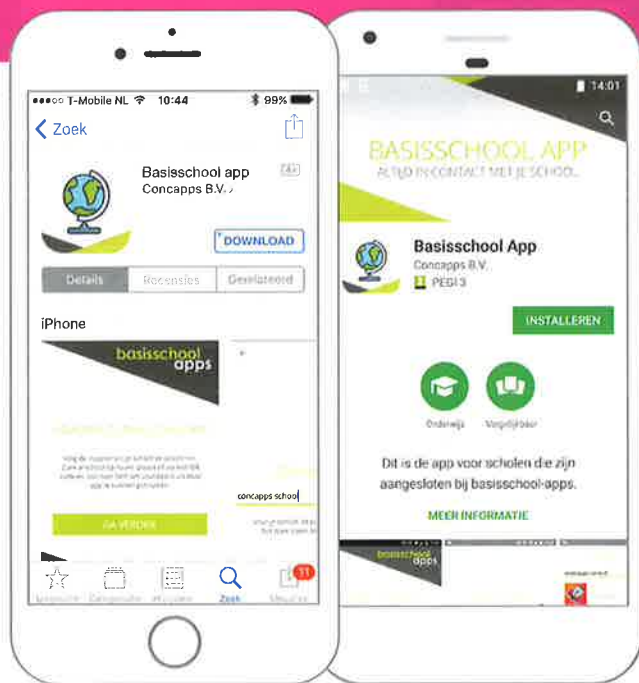 T-Mobile NL 10:44 99%
Zoek
Basisschool app
Concapps B.V.
4+
DOWNLOAD
Details Recensies Gerelateerd
iPhone
basisschool
apps
concapps school
GA VERDER
Zoek
11
14:01
BASISSCHOOL APP
ALTIJD IN CONTACT MET JE SCHOOL
Basisschool App
Concapps B.V.
PEGI 3
INSTALLEREN
Onderwijs Vergelijkbaar
Dit is de app voor scholen die zijn
aangesloten bij basisschool-apps.
MEER INFORMATIE
basisschool
apps